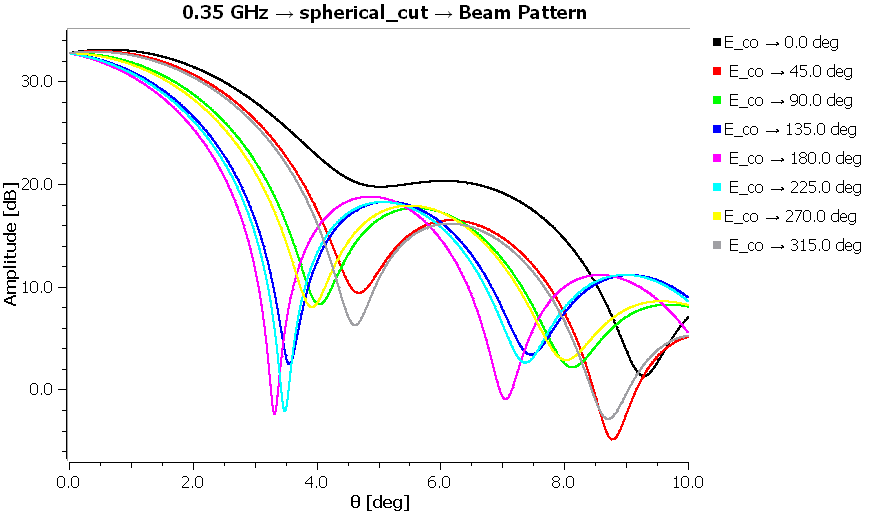 0.35 GHz → spherical_cut → Beam Pattern
Amplitude [dB]
30.0
20.0
10.0
0.0
0.0 2.0 4.0 6.0 8.0 10.0
θ [deg]
E_co → 0.0 deg
E_co → 45.0 deg
E_co → 90.0 deg
E_co → 135.0 deg
E_co → 180.0 deg
E_co → 225.0 deg
E_co → 270.0 deg
E_co → 315.0 deg